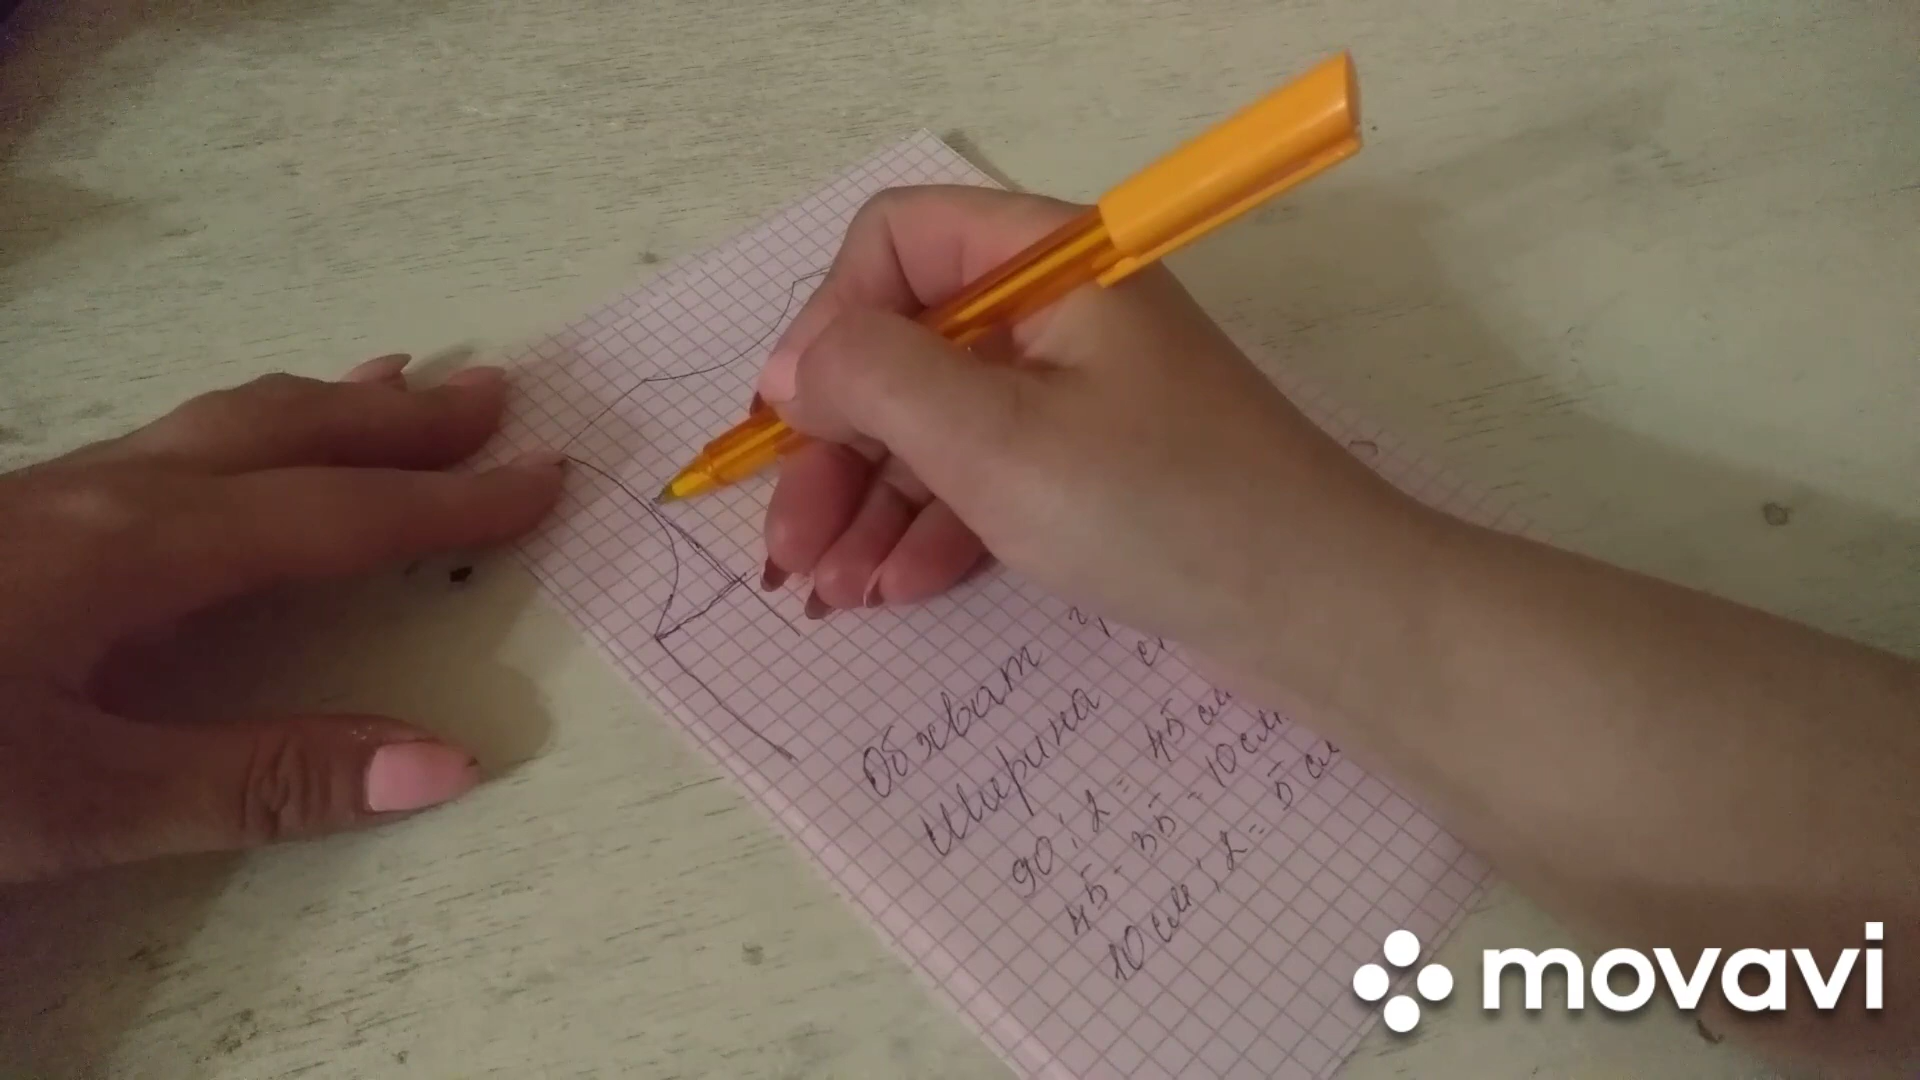 Обхват
Ширина
90 : 2 = 45 см
45 - 35 = 10 см.
10 см : 2 = 5 см
movavi